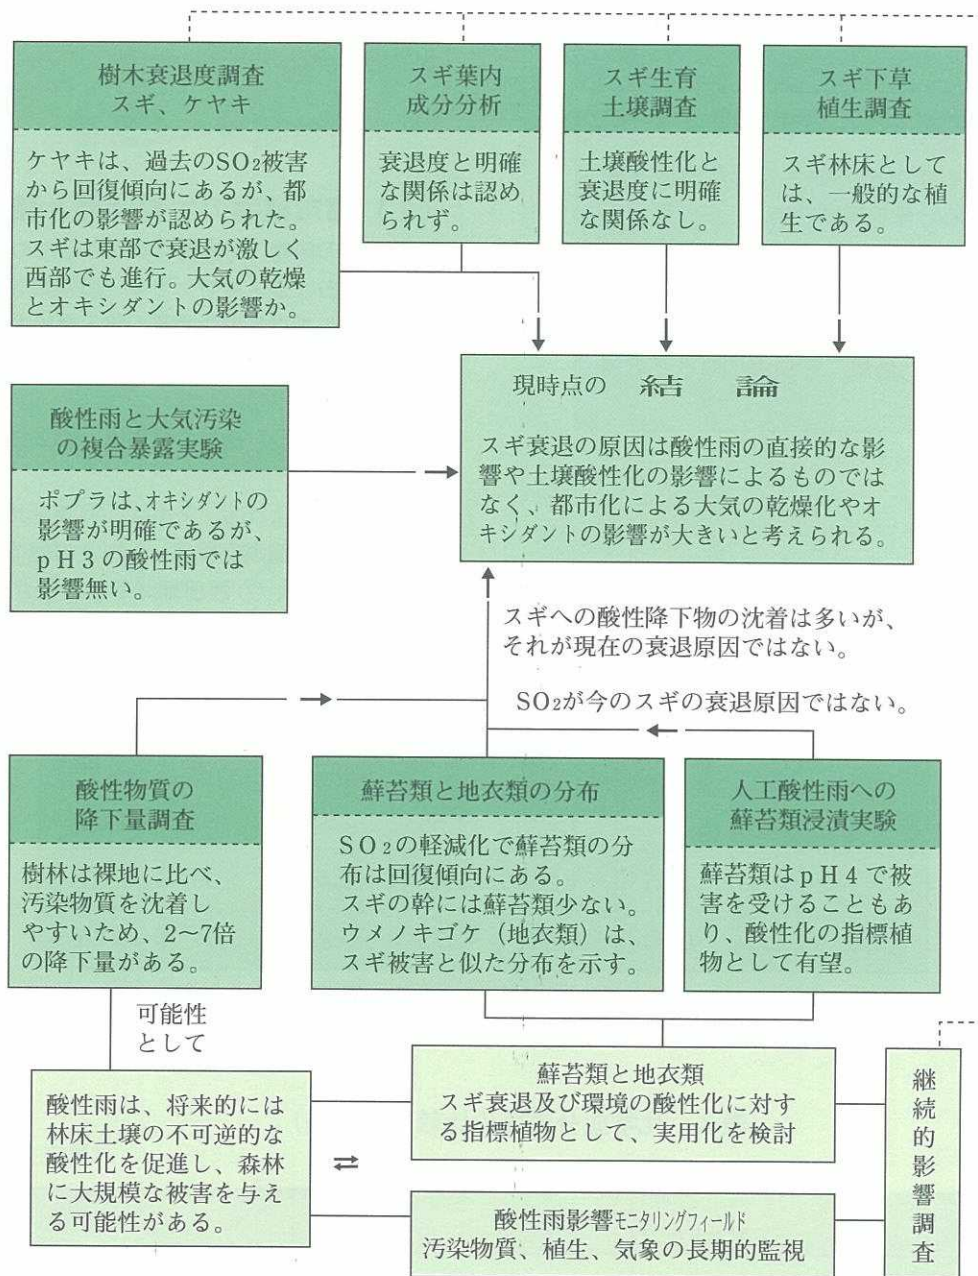 樹木衰退度調査
スギ、ケヤキ
ケヤキは、過去のSO₂被害
から回復傾向にあるが、都
市化の影響が認められた。
スギは東部で衰退が激しく
西部でも進行。大気の乾燥
とオキシダントの影響か。
スギ葉内
成分分析
衰退度と明確
な関係は認め
られず。
スギ生育
土壌調査
土壌酸性化と
衰退度に明確
な関係なし。
スギ下草
植生調査
スギ林床として
は、一般的な植
生である。
現時点の 結論
スギ衰退の原因は酸性雨の直接的な影
響や土壌酸性化の影響によるものでは
なく、都市化による大気の乾燥化やオ
キシダントの影響が大きいと考えられる。
酸性雨と大気汚染
の複合暴露実験
ポプラは、オキシダントの
影響が明確であるが、
pH3の酸性雨では
影響無い。
スギへの酸性降下物の沈着は多いが、
それが現在の衰退原因ではない。
SO₂が今のスギの衰退原因ではない。
酸性物質の
降下量調査
樹林は裸地に比べ、
汚染物質を沈着し
やすいため、2〜7倍
の降下量がある。
蘚苔類と地衣類の分布
SO₂の軽減化で蘚苔類の分
布は回復傾向にある。
スギの幹には蘚苔類少ない。
ウメノキゴケ（地衣類）は、
スギ被害と似た分布を示す。
人工酸性雨への
蘚苔類浸漬実験
蘚苔類はpH4で被
害を受けることもあ
り、酸性化の指標植
物として有望。
可能性
として
酸性雨は、将来的には
林床土壌の不可逆的な
酸性化を促進し、森林
に大規模な被害を与え
る可能性がある。
⇄
蘚苔類と地衣類
スギ衰退及び環境の酸性化に対す
る指標植物として、実用化を検討
酸性雨影響モニタリングフィールド
汚染物質、植生、気象の長期的監視
継続的影響調査